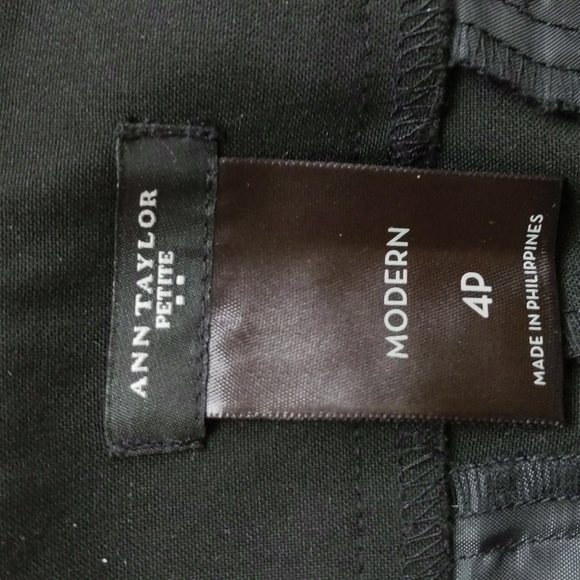 ANN TAYLOR
PETITE
MODERN
4P
MADE IN PHILIPPINES